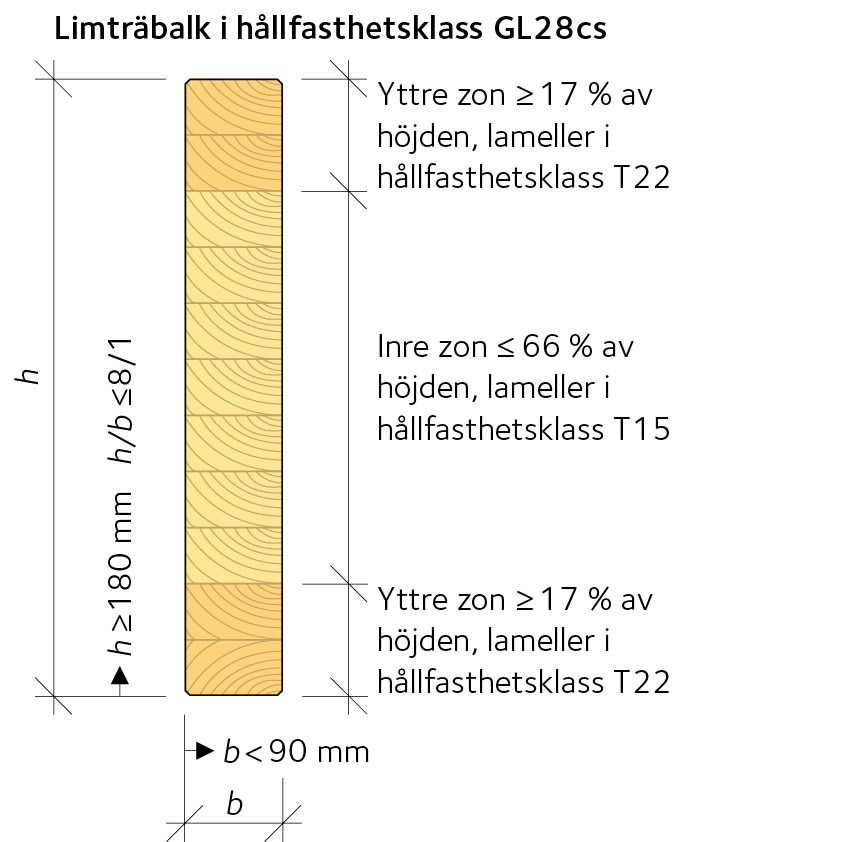 Limträbalk i hållfasthetsklass GL28cs
Yttre zon ≥ 17 % av
höjden, lameller i
hållfasthetsklass T22
Inre zon ≤ 66 % av
höjden, lameller i
hållfasthetsklass T15
h
h ≥ 180 mm h/b ≤ 8/1
Yttre zon ≥ 17 % av
höjden, lameller i
hållfasthetsklass T22
b < 90 mm
b